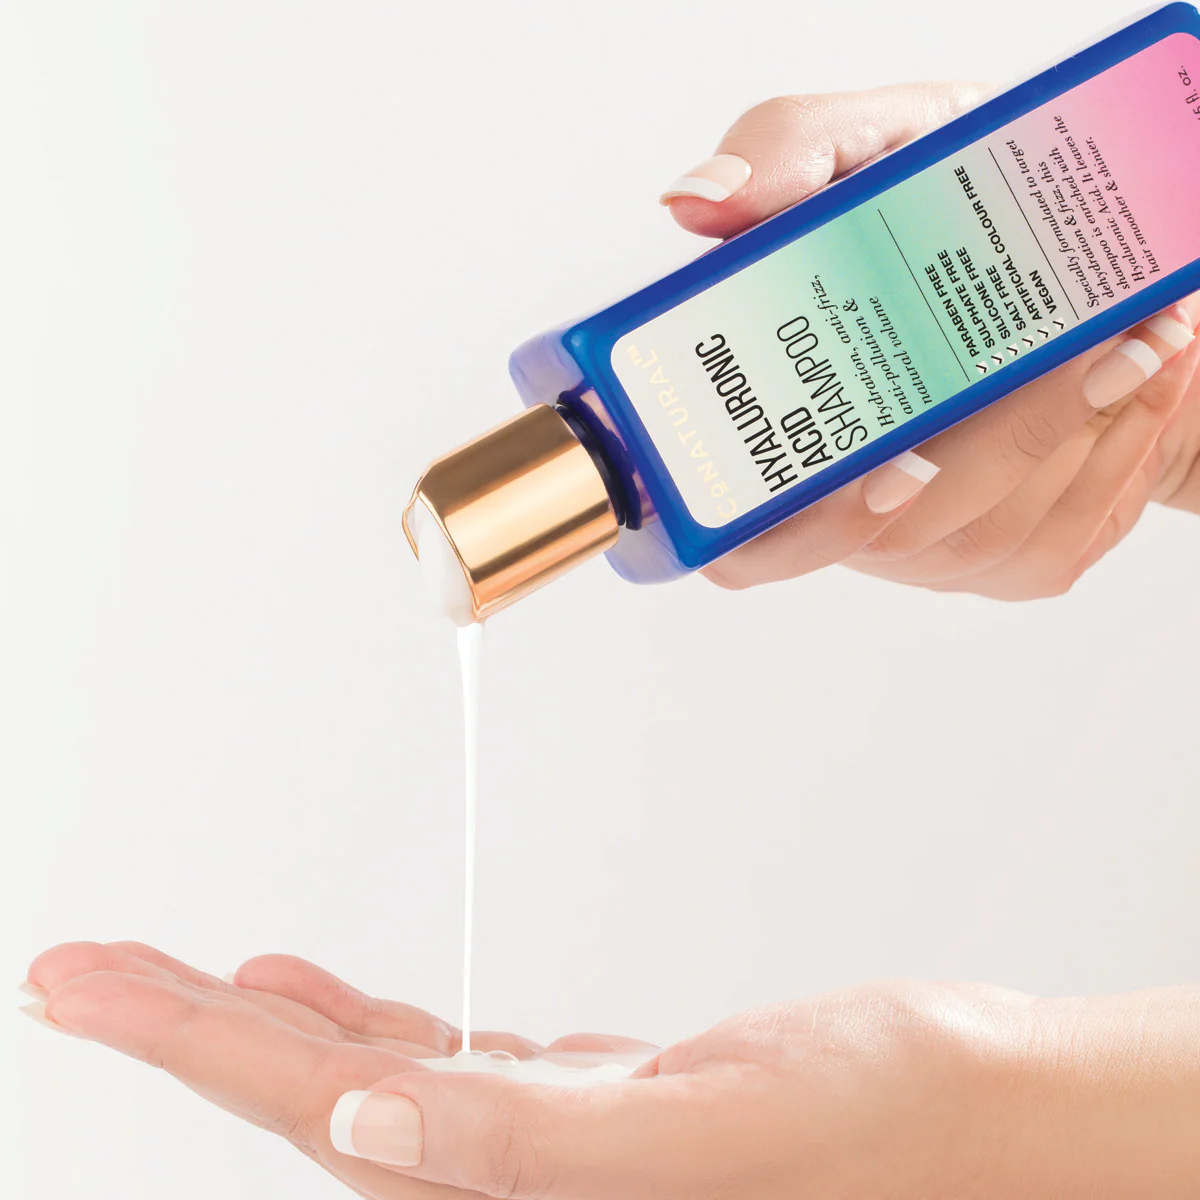 CoNATURAL™
HYALURONIC
ACID
SHAMPOO
Hydration, anti-frizz,
anti-pollution &
natural volume
✓ PARABEN FREE
✓ SULPHATE FREE
✓ SILICONE FREE
✓ SALT FREE
✓ ARTIFICIAL COLOUR FREE
✓ VEGAN
Specially formulated to target
dehydration & frizz, this
shampoo is enriched with
Hyaluronic Acid. It leaves the
hair smoother & shinier.
fl. oz.